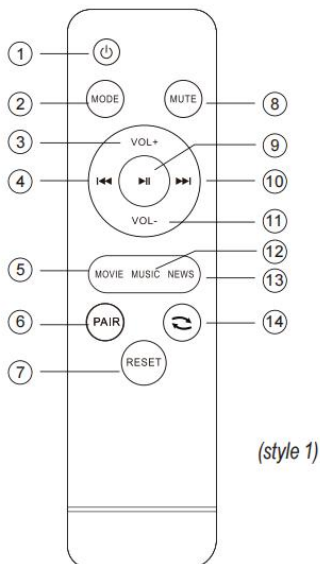 1
2 MODE MUTE 8
3 VOL+ 9
4 10
VOL- 11
12
5 MOVIE MUSIC NEWS 13
6 PAIR 14
7 RESET
(style 1)